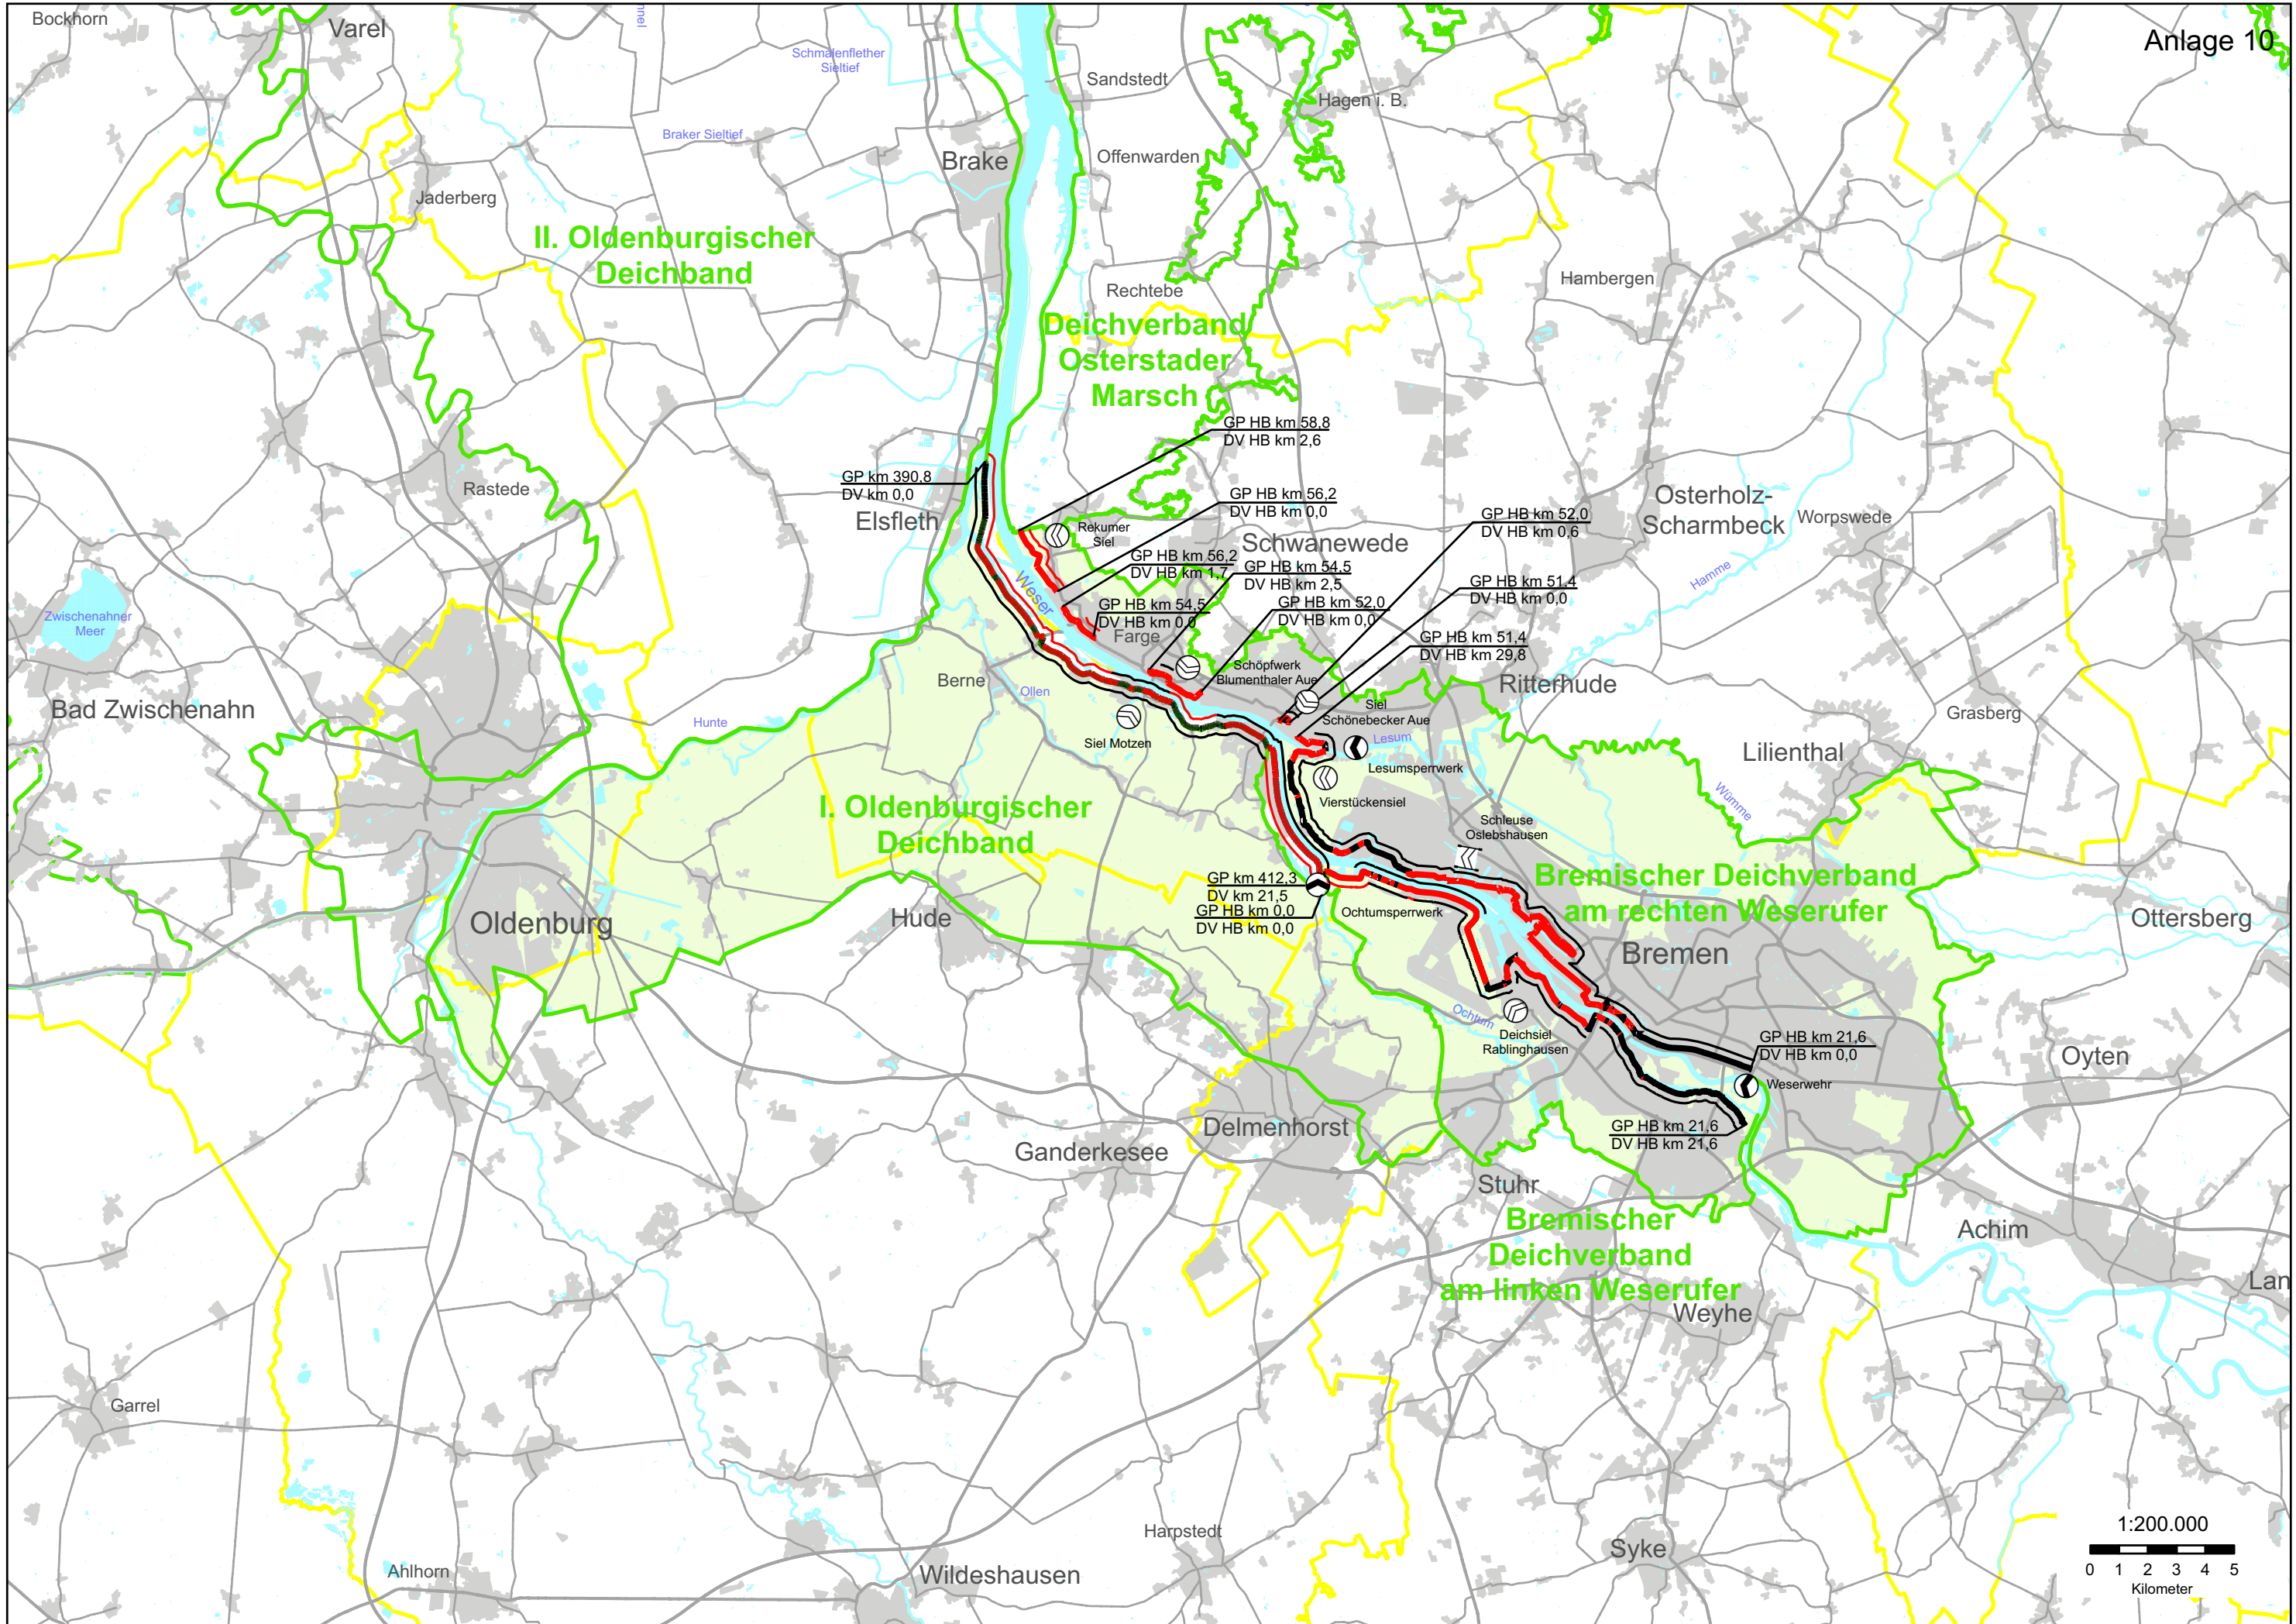 Bockhorn
Varel
nnel
Schmalenflether
Sieltief
Sandstedt
Anlage 10
Hagen i. B.
Braker Sieltief
Brake
Offenwarden
Jaderberg
II. Oldenburgischer
Deichband
Rechtebe
Hambergen
Deichverband
Osterstader
Marsch
GP HB km 58,8
DV HB km 2,6
GP km 390,8
DV km 0,0
Rastede
Elsfleth
GP HB km 56,2
DV HB km 0,0
GP HB km 52,0
DV HB km 0,6
Osterholz-
Scharmbeck
Worpswede
Rekumer
Siel
Schwanewede
GP HB km 56,2
DV HB km 1,7
GP HB km 54,5
DV HB km 2,5
GP HB km 51,4
DV HB km 0,0
Hamme
Weser
GP HB km 54,5
DV HB km 0,0
GP HB km 52,0
DV HB km 0,0
Zwischenahner
Meer
Farge
GP HB km 51,4
DV HB km 29,8
Schöpfwerk
Blumenthaler Aue
Berne
Ollen
Ritterhude
Bad Zwischenahn
Hunte
Siel
Schönebecker Aue
Grasberg
Siel Motzen
Lesum
Lilienthal
Lesumsperrwerk
Vierstückensiel
Wümme
I. Oldenburgischer
Deichband
Schleuse
Oslebshausen
Bremischer Deichverband
am rechten Weserufer
GP km 412,3
DV km 21,5
GP HB km 0,0
DV HB km 0,0
Ochtumsperrwerk
Oldenburg
Hude
Ottersberg
Bremen
Ochtum
Deichsiel
Rablinghausen
GP HB km 21,6
DV HB km 0,0
Oyten
Weserwehr
Delmenhorst
GP HB km 21,6
DV HB km 21,6
Ganderkesee
Stuhr
Bremischer
Deichverband
am linken Weserufer
Achim
Lan
Weyhe
Garrel
Harpstedt
1:200.000
Syke
0 1 2 3 4 5
Kilometer
Ahlhorn
Wildeshausen